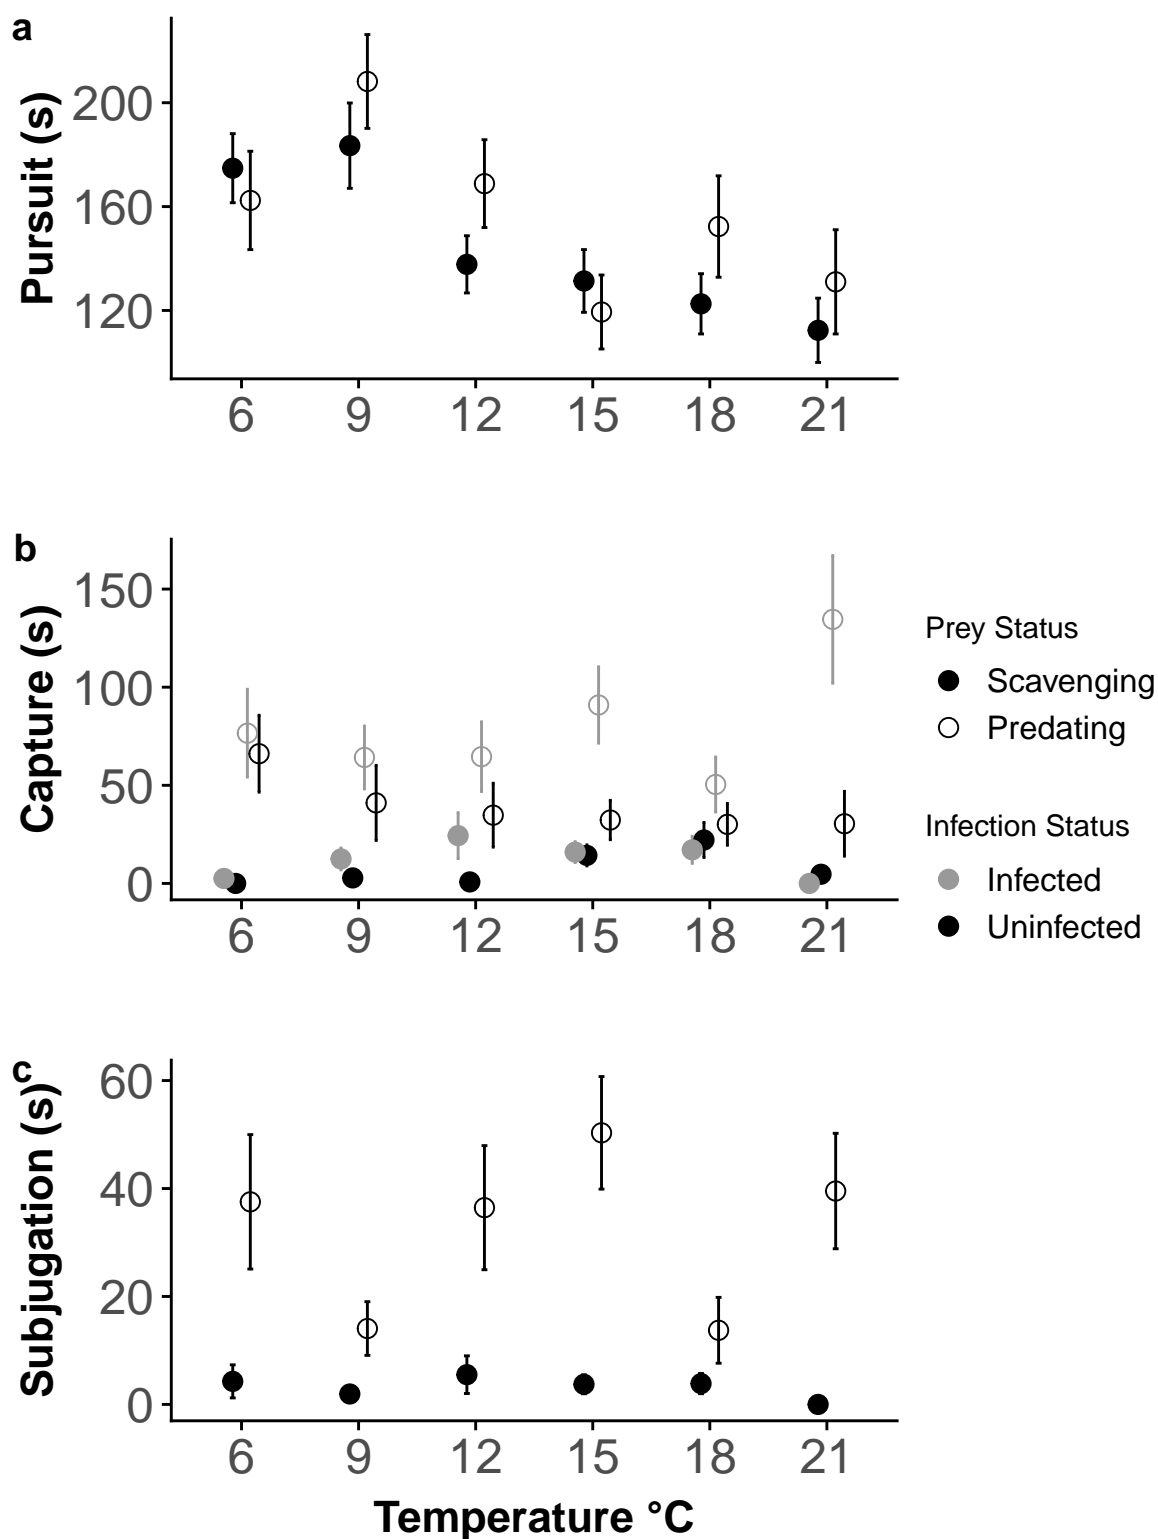 a
Pursuit (s)
200
160
120
6 9 12 15 18 21
b
Capture (s)
150
100
50
0
6 9 12 15 18 21
Prey Status
Scavenging
Predating
Infection Status
Infected
Uninfected
c
Subjugation (s)
60
40
20
0
6 9 12 15 18 21
Temperature °C